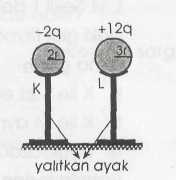 -2q +12q
2r 3r
K L
yalıtkan ayak